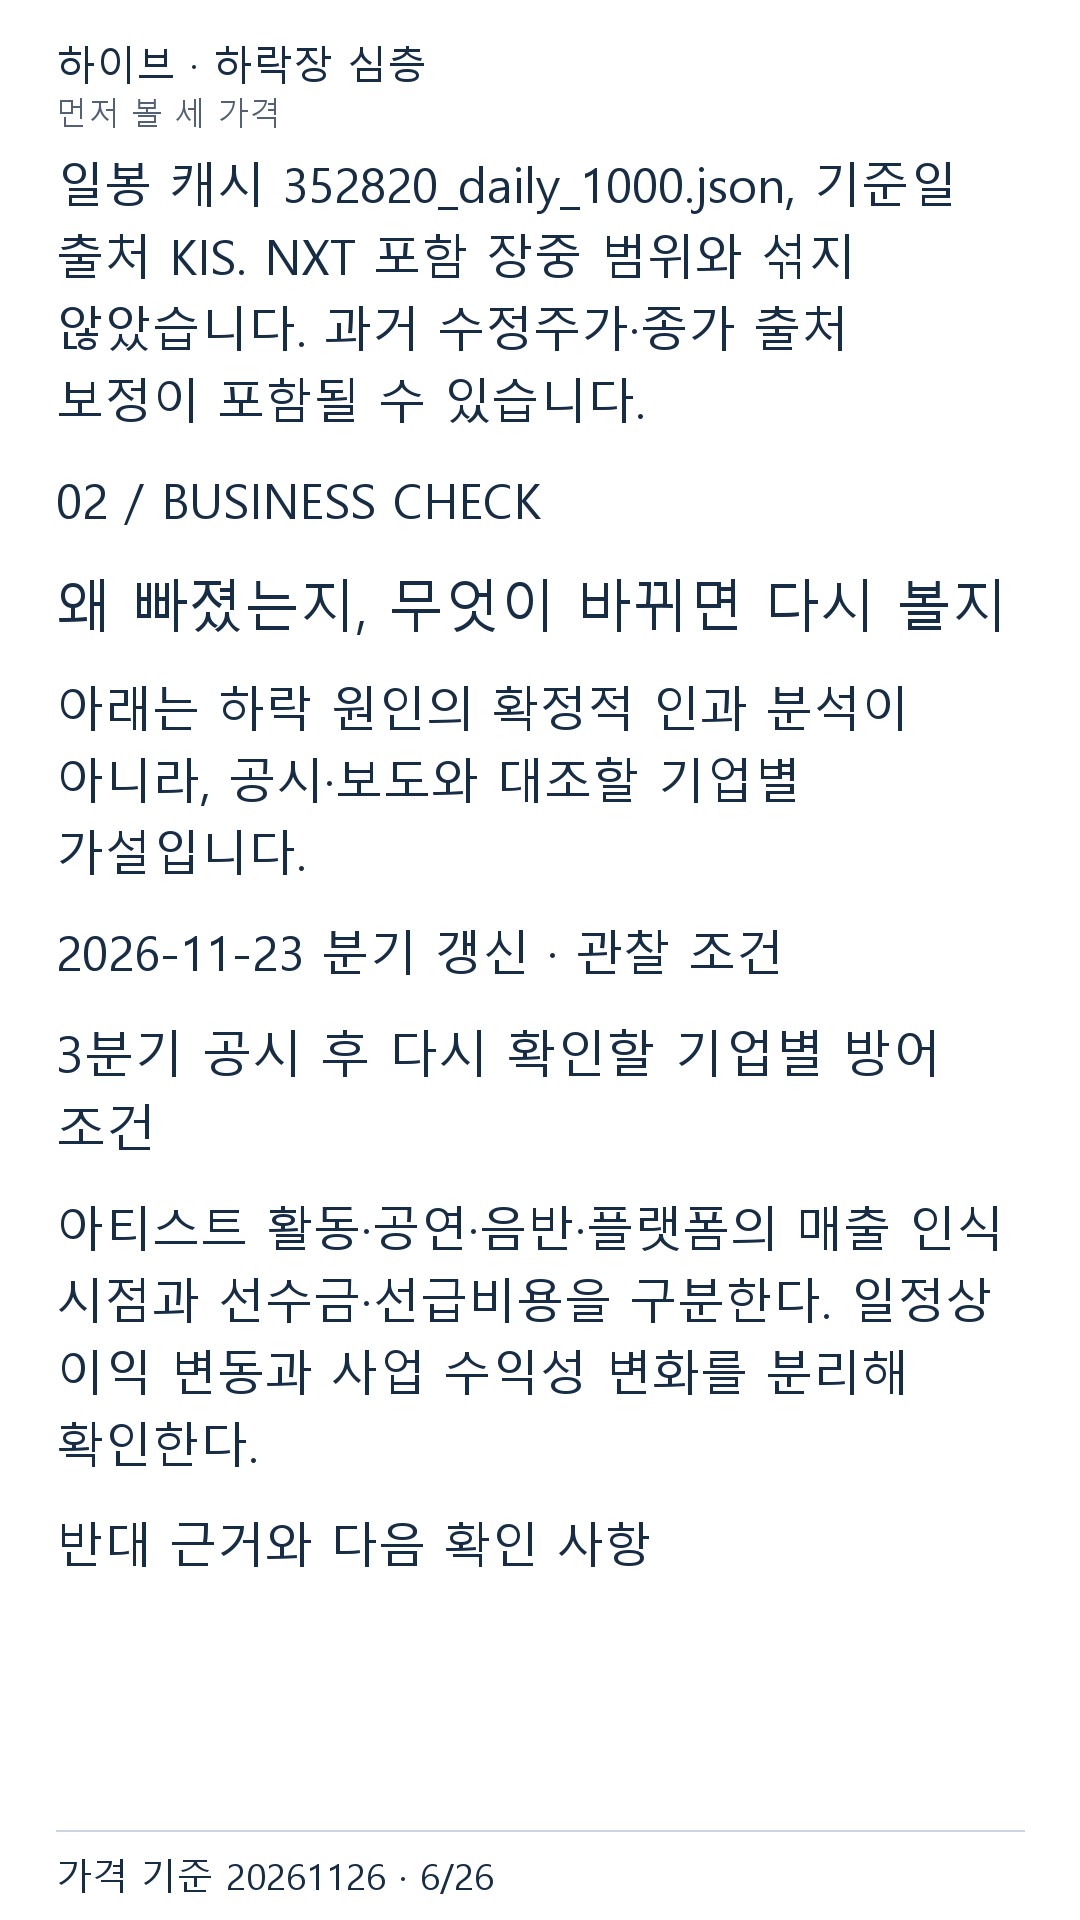 하이브 · 하락장 심층
먼저 볼 세 가격
일봉 캐시 352820_daily_1000.json, 기준일
출처 KIS. NXT 포함 장중 범위와 섞지
않았습니다. 과거 수정주가·종가 출처
보정이 포함될 수 있습니다.
02 / BUSINESS CHECK
왜 빠졌는지, 무엇이 바뀌면 다시 볼지
아래는 하락 원인의 확정적 인과 분석이
아니라, 공시·보도와 대조할 기업별
가설입니다.
2026-11-23 분기 갱신 · 관찰 조건
3분기 공시 후 다시 확인할 기업별 방어
조건
아티스트 활동·공연·음반·플랫폼의 매출 인식
시점과 선수금·선급비용을 구분한다. 일정상
이익 변동과 사업 수익성 변화를 분리해
확인한다.
반대 근거와 다음 확인 사항
가격 기준 20261126 · 6/26